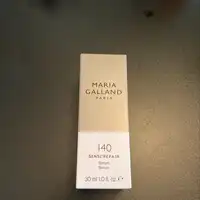 MARIA
GALLAND
PARIS
140
SENSI'REPAIR
Serum
Sérum
30 ml (1.0 fl. oz.) ℮